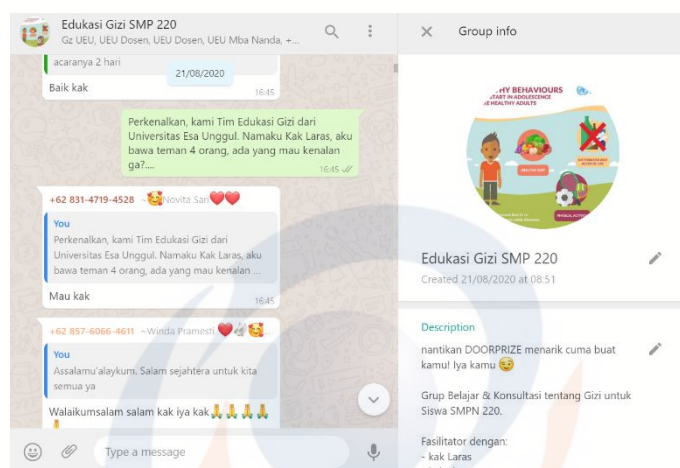 Edukasi Gizi SMP 220
Gz UEU, UEU Dosen, UEU Dosen, UEU Mba Nanda, +...
acaranya 2 hari
21/08/2020
Baik kak
16:45
Perkenalkan, kami Tim Edukasi Gizi dari
Universitas Esa Unggul. Namaku Kak Laras, aku
bawa teman 4 orang, ada yang mau kenalan
ga?....
16:45
+62 831-4719-4528 ~🥰Novita Sari❤️❤️
You
Perkenalkan, kami Tim Edukasi Gizi dari
Universitas Esa Unggul. Namaku Kak Laras, aku
bawa teman 4 orang, ada yang mau kenalan ...
Mau kak
16:45
+62 857-6066-4611 ~Winda Pramesti
You
Assalamu'alaykum. Salam sejahtera untuk kita
semua ya
Walaikumsalam salam kak iya kak🙏🙏🙏🙏
🙏
Type a message
Group info
HY BEHAVIOURS
START IN ADOLESCENCE
HEALTHY ADULTS
PHYSICAL
Edukasi Gizi SMP 220
Created 21/08/2020 at 08:51
Description
nantikan DOORPRIZE menarik cuma buat
kamu! Iya kamu 😉
Grup Belajar & Konsultasi tentang Gizi untuk
Siswa SMPN 220.
Fasilitator dengan:
- kak Laras